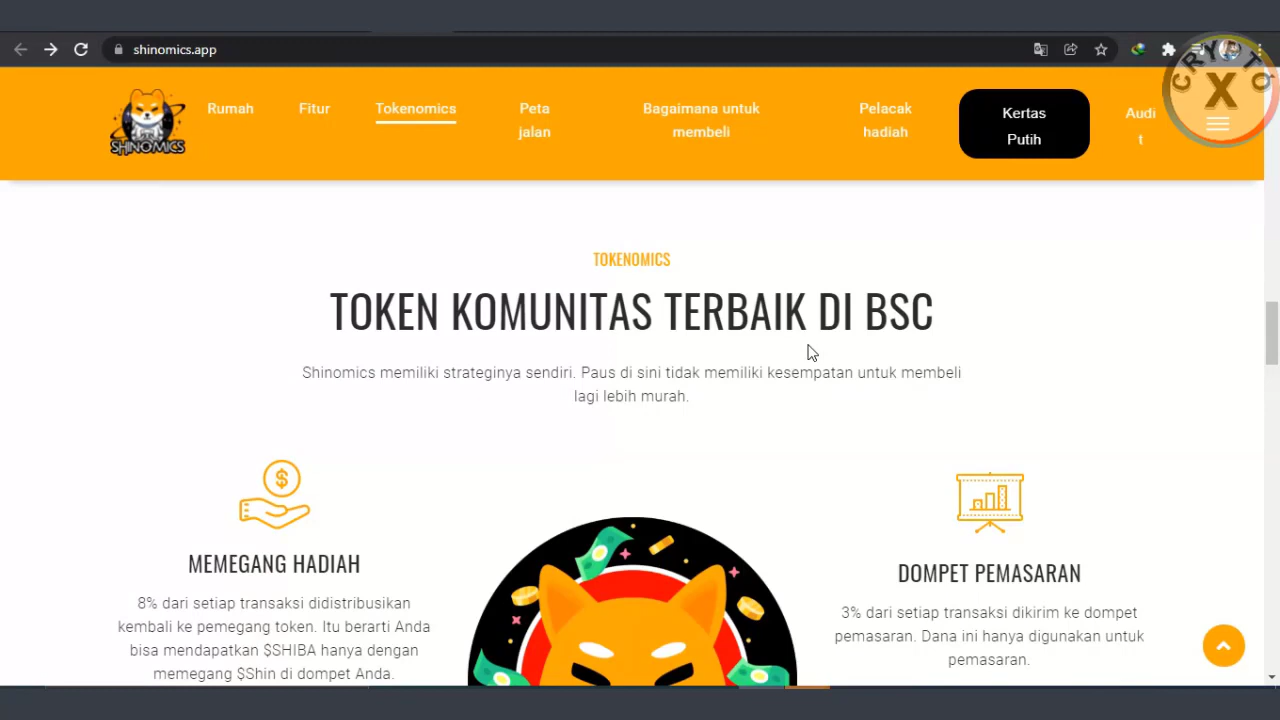 shinomics.app
CRYPTO
X
SHINOMICS
Rumah
Fitur
Tokenomics
Peta
jalan
Bagaimana untuk
membeli
Pelacak
hadiah
Kertas
Putih
Audi
t
TOKENOMICS
TOKEN KOMUNITAS TERBAIK DI BSC
Shinomics memiliki strateginya sendiri. Paus di sini tidak memiliki kesempatan untuk membeli
lagi lebih murah.
MEMEGANG HADIAH
8% dari setiap transaksi didistribusikan
kembali ke pemegang token. Itu berarti Anda
bisa mendapatkan $SHIBA hanya dengan
memegang $Shin di dompet Anda.
DOMPET PEMASARAN
3% dari setiap transaksi dikirim ke dompet
pemasaran. Dana ini hanya digunakan untuk
pemasaran.